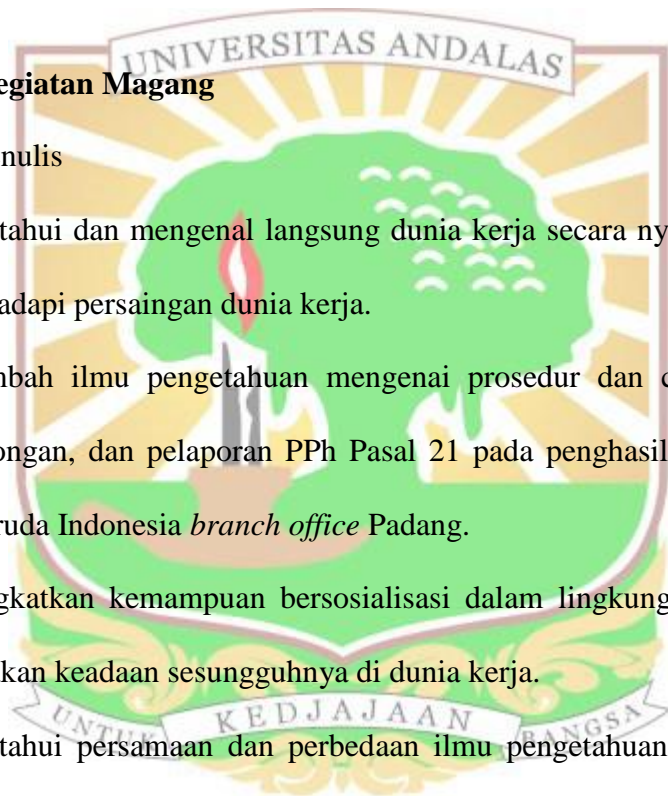 UNIVERSITAS ANDALAS
egiatan Magang
nulis
tahui dan mengenal langsung dunia kerja secara ny
adapi persaingan dunia kerja.
mbah ilmu pengetahuan mengenai prosedur dan c
ongan, dan pelaporan PPh Pasal 21 pada penghasil
ruda Indonesia branch office Padang.
gkatkan kemampuan bersosialisasi dalam lingkung
akan keadaan sesungguhnya di dunia kerja.
UNTUK KEDJAJAAN BANGSA
tahui persamaan dan perbedaan ilmu pengetahuan